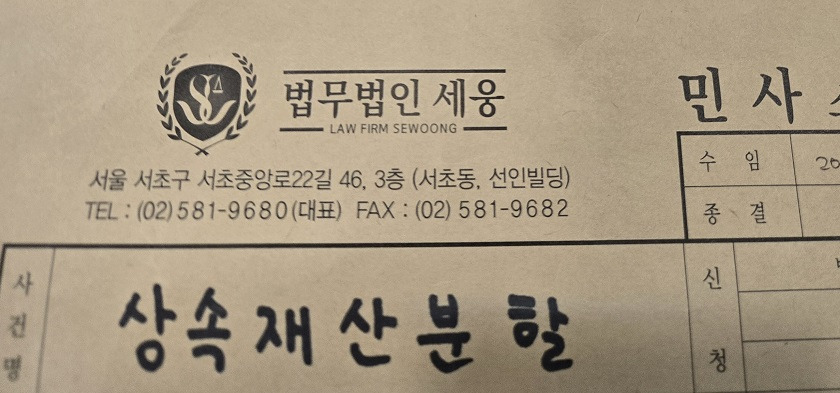 법무법인 세웅
LAW FIRM SEWOONG
서울 서초구 서초중앙로22길 46, 3층 (서초동, 선인빌딩)
TEL : (02)581-9680(대표) FAX : (02) 581-9682
민 사
수 임 20
종 결
사건명
상속재산분할
신청